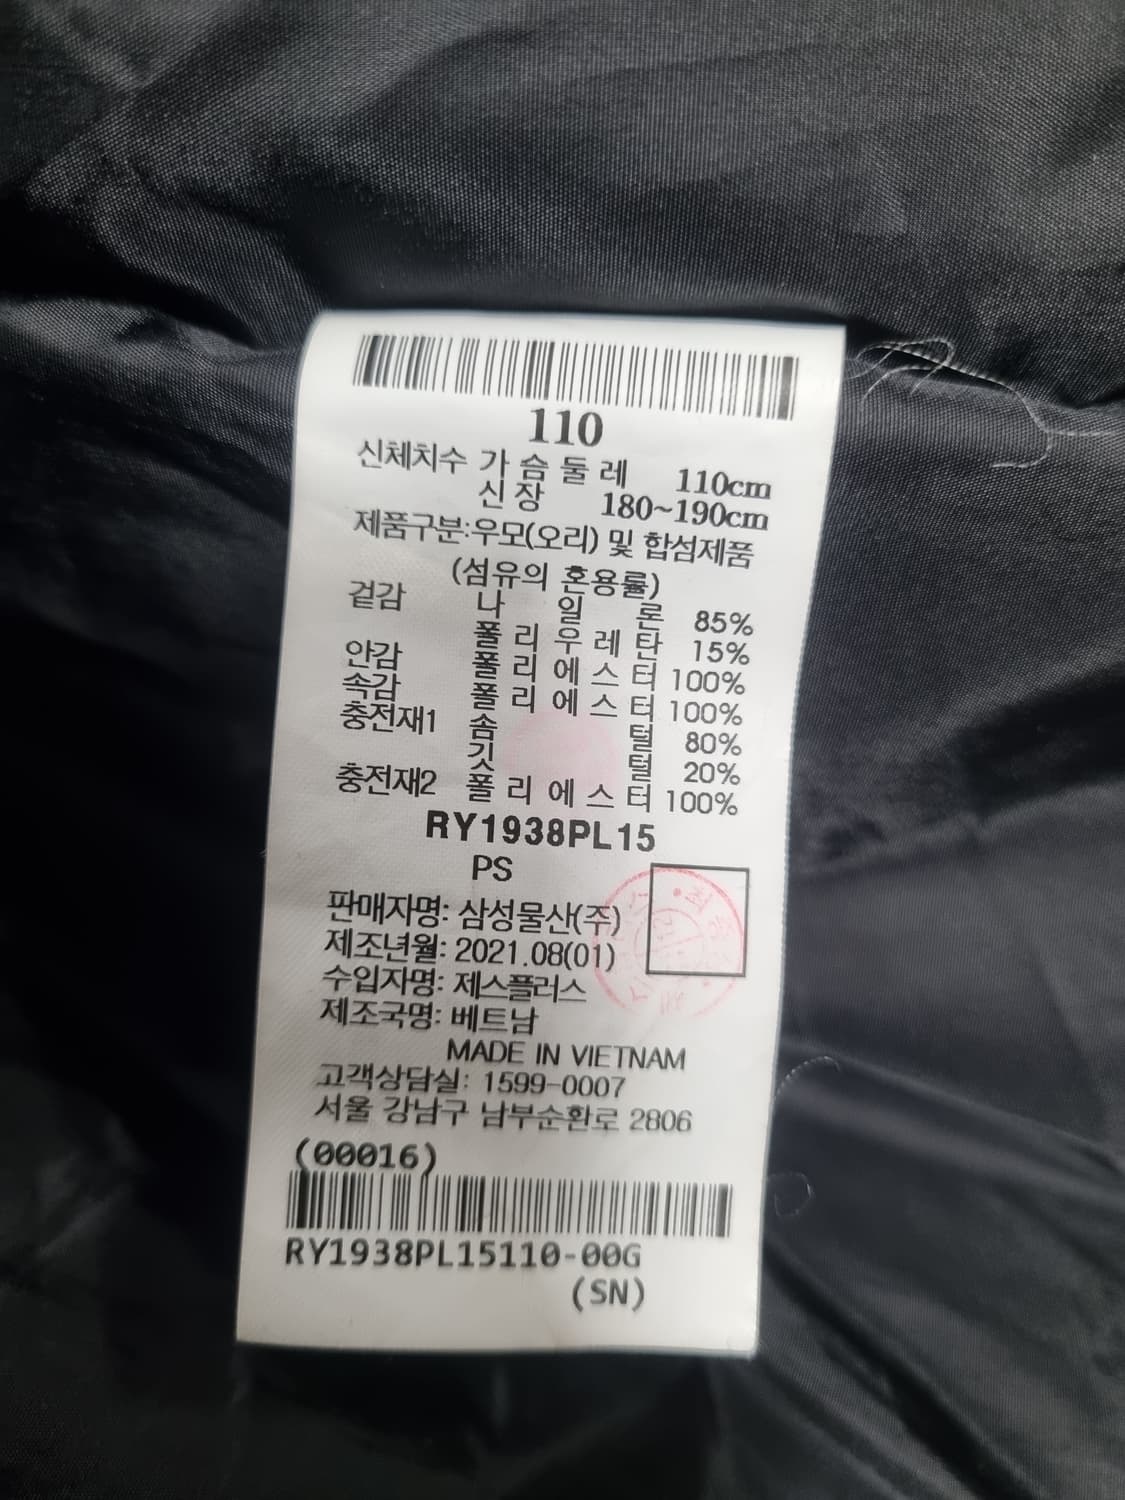 110
신체치수 가 슴 둘 레 110cm
신 장 180~190cm
제품구분:우모(오리) 및 합섬제품
(섬유의 혼용률)
겉감 나 일 론 85%
폴 리 우 레 탄 15%
안감 폴 리 에 스 터 100%
속감 폴 리 에 스 터 100%
충전재1 솜 털 80%
깃 털 20%
충전재2 폴 리 에 스 터 100%
RY1938PL15
PS
판매자명: 삼성물산(주)
제조년월: 2021.08(01)
수입자명: 제스플러스
제조국명: 베트남
MADE IN VIETNAM
고객상담실: 1599-0007
서울 강남구 남부순환로 2806
(00016)
RY1938PL15110-00G
(SN)